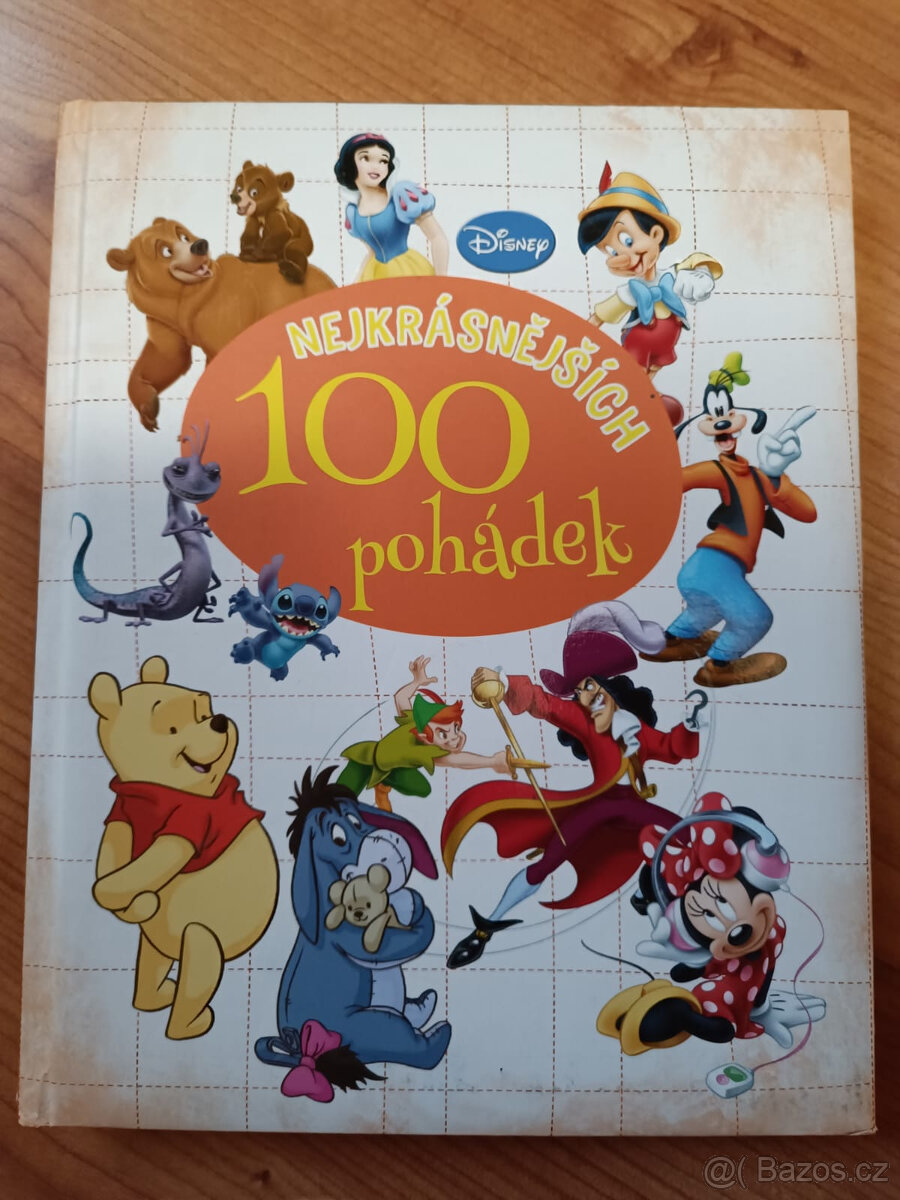 Disney
NEJKRÁSNĚJŠÍCH
100
pohádek
@( Bazos.cz